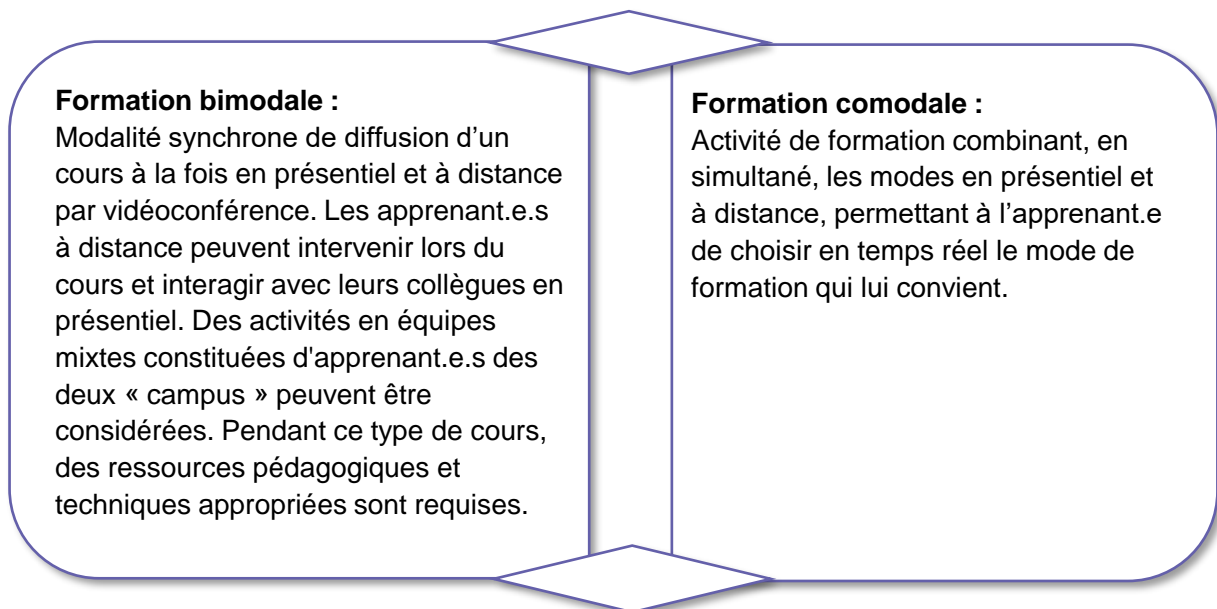 Formation bimodale :
Modalité synchrone de diffusion d’un
cours à la fois en présentiel et à distance
par vidéoconférence. Les apprenant.e.s
à distance peuvent intervenir lors du
cours et interagir avec leurs collègues en
présentiel. Des activités en équipes
mixtes constituées d'apprenant.e.s des
deux « campus » peuvent être
considérées. Pendant ce type de cours,
des ressources pédagogiques et
techniques appropriées sont requises.
Formation comodale :
Activité de formation combinant, en
simultané, les modes en présentiel et
à distance, permettant à l’apprenant.e
de choisir en temps réel le mode de
formation qui lui convient.